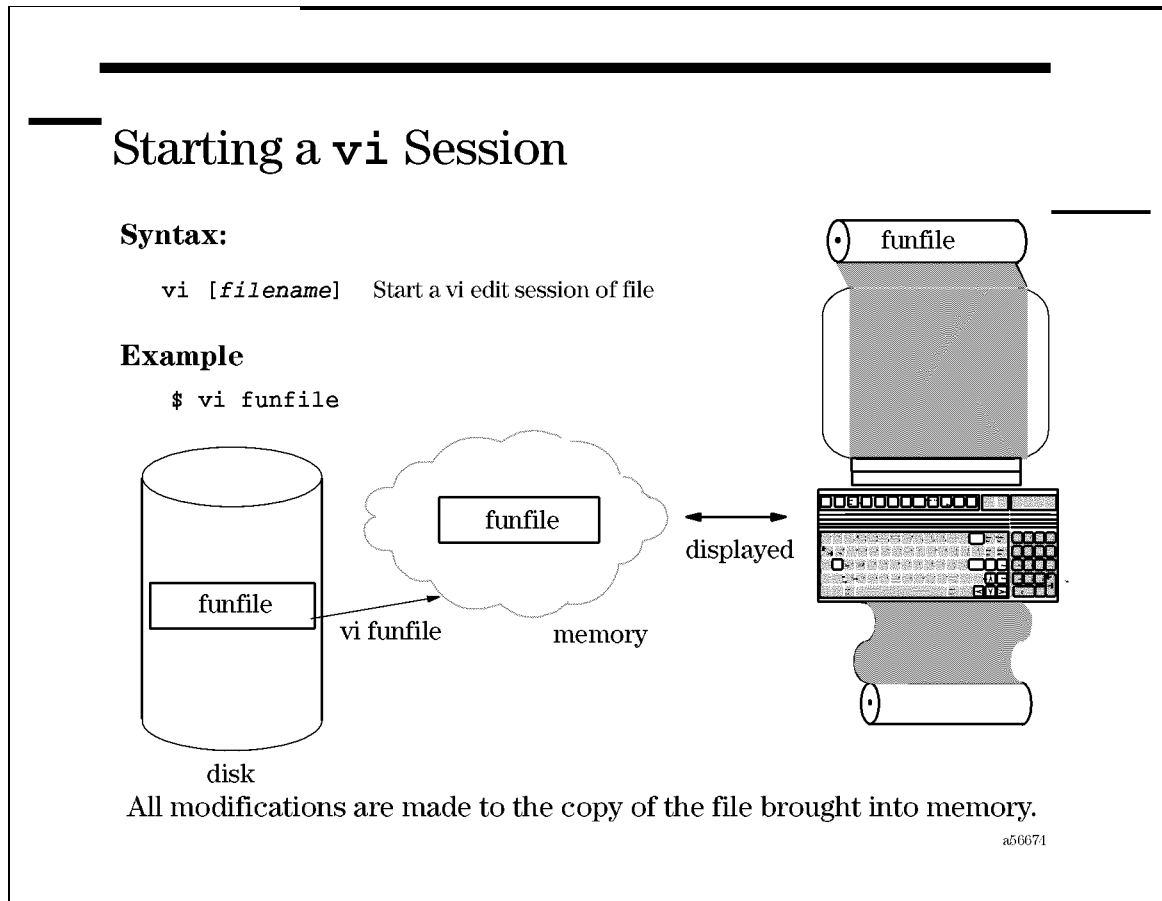 Starting a vi Session
Syntax:
vi [filename] Start a vi edit session of file
Example
$ vi funfile
funfile
funfile
displayed
funfile
vi funfile
memory
disk
All modifications are made to the copy of the file brought into memory.
a56674